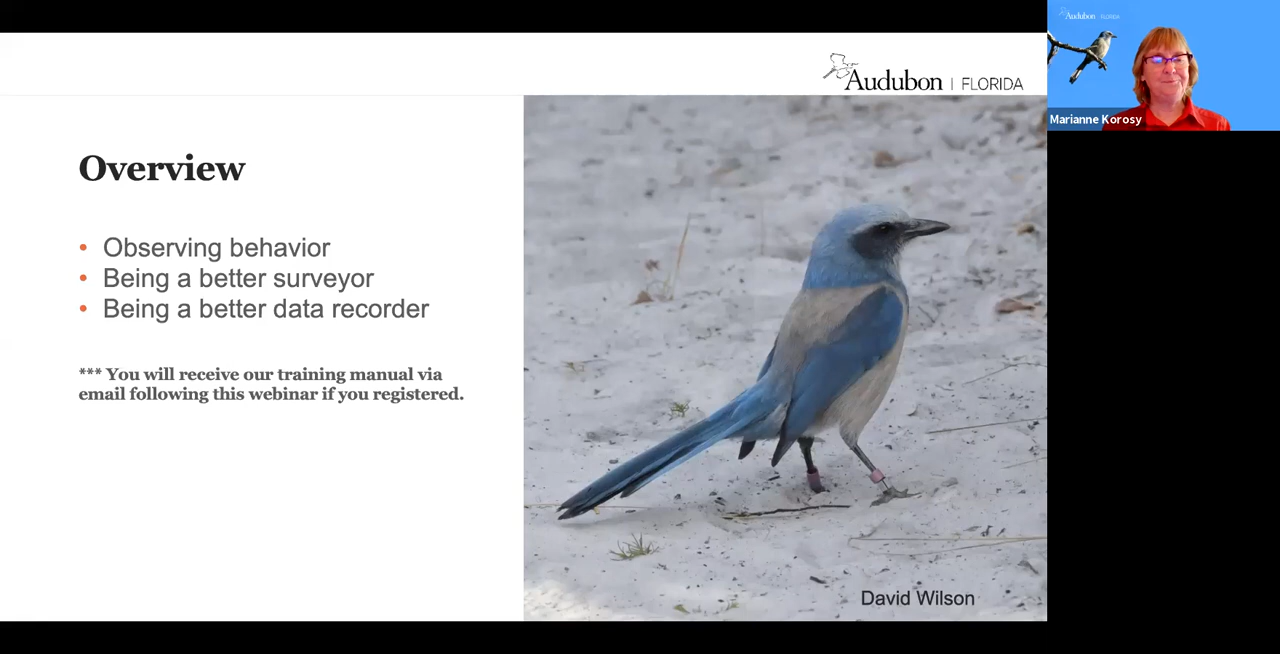 Audubon | FLORIDA
Audubon | FLORIDA
Marianne Korosy
Overview
• Observing behavior
• Being a better surveyor
• Being a better data recorder
*** You will receive our training manual via
email following this webinar if you registered.
David Wilson